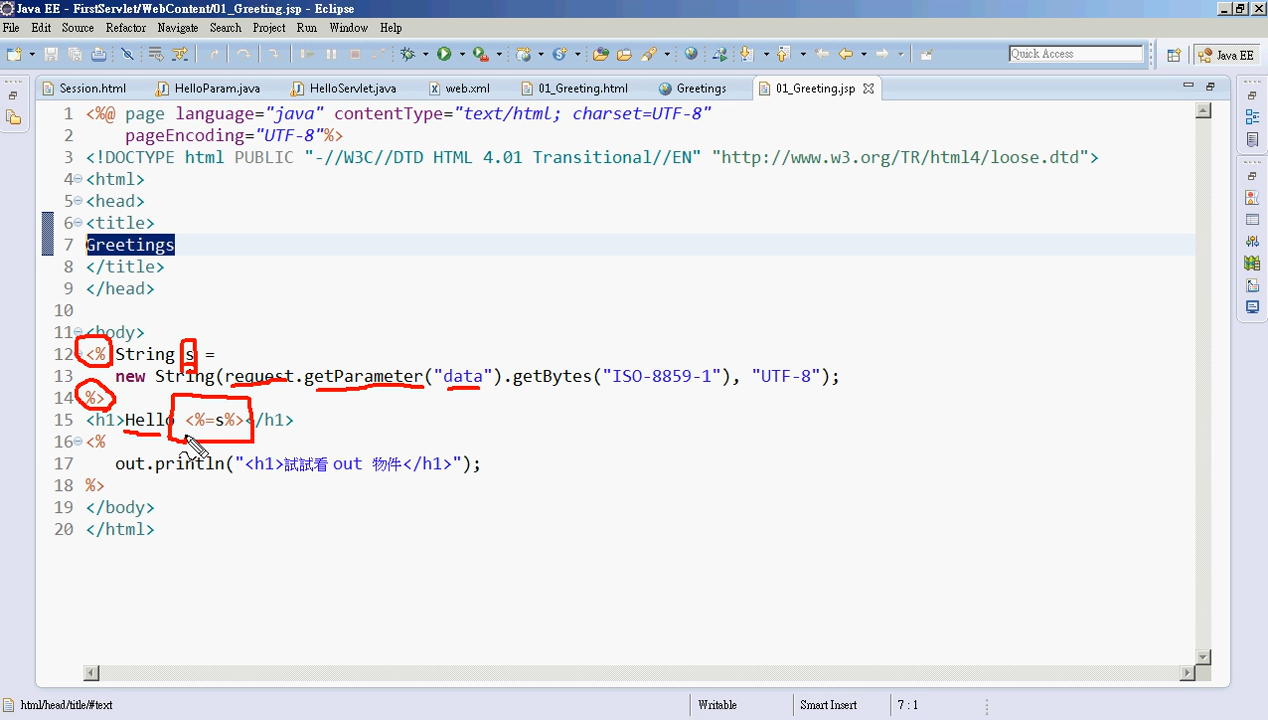 Java EE - FirstServlet/WebContent/01_Greeting.jsp - Eclipse
File Edit Source Refactor Navigate Search Project Run Window Help
Quick Access
Java EE
Session.html HelloParam.java HelloServlet.java web.xml 01_Greeting.html Greetings 01_Greeting.jsp
1 <%@ page language="java" contentType="text/html; charset=UTF-8"
2 pageEncoding="UTF-8"%>
3 <!DOCTYPE html PUBLIC "-//W3C//DTD HTML 4.01 Transitional//EN" "http://www.w3.org/TR/html4/loose.dtd">
4 <html>
5 <head>
6 <title>
7 Greetings
8 </title>
9 </head>
10
11 <body>
12 <% String s =
13 new String(request.getParameter("data").getBytes("ISO-8859-1"), "UTF-8");
14 %>
15 <h1>Hello <%=s%></h1>
16 <%
17 out.println("<h1>試試看 out 物件</h1>");
18 %>
19 </body>
20 </html>
html/head/title/#text
Writable
Smart Insert
7 : 1